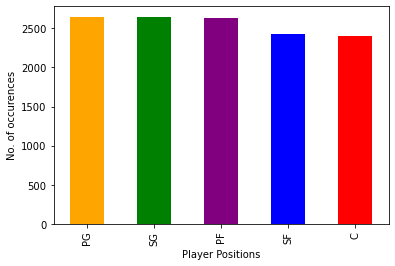 2500
2000
1500
1000
500
0
No. of occurences
PG
SG
PF
SF
C
Player Positions